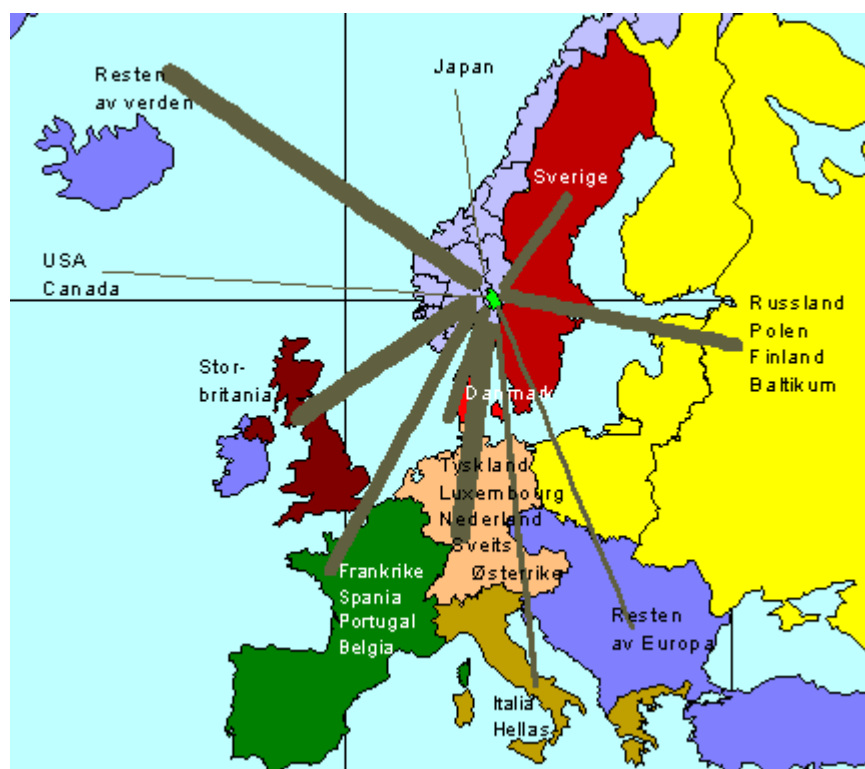 Resten
av verden
Japan
Sverige
USA
Canada
Russland
Polen
Finland
Baltikum
Stor-
britania
Danmark
Tyskland
Luxembourg
Nederland
Sveits
Østerrike
Frankrike
Spania
Portugal
Belgia
Resten
av Europa
Italia
Hellas